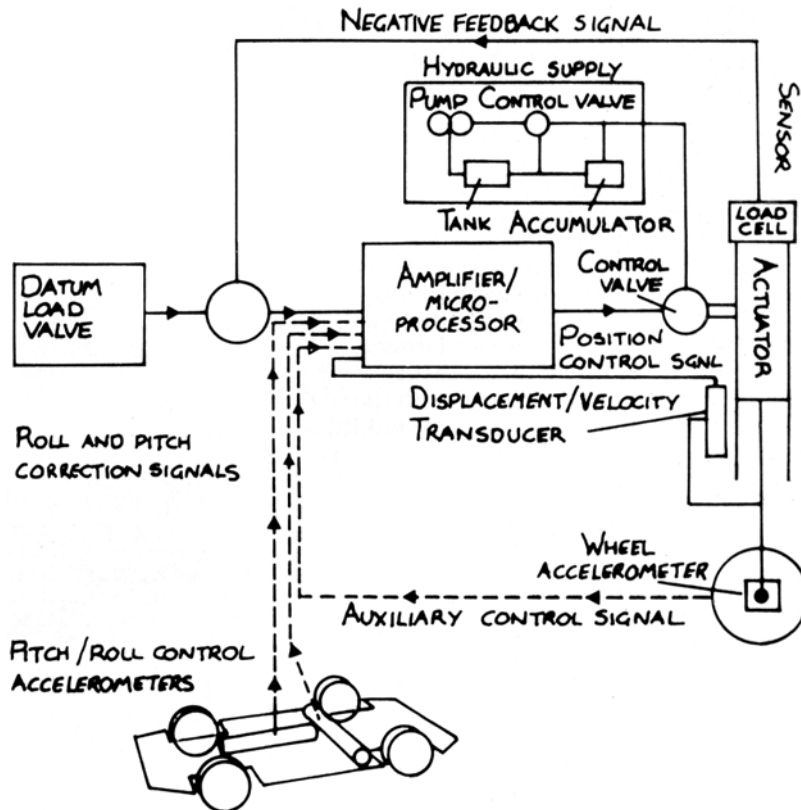 NEGATIVE FEEDBACK SIGNAL
HYDRAULIC SUPPLY
PUMP CONTROL VALVE
SENSOR
TANK ACCUMULATOR
LOAD
CELL
DATUM
LOAD
VALVE
AMPLIFIER/
MICRO-
PROCESSOR
CONTROL
VALVE
ACTUATOR
POSITION
CONTROL SGNL
DISPLACEMENT/VELOCITY
TRANSDUCER
ROLL AND PITCH
CORRECTION SIGNALS
WHEEL
ACCELEROMETER
AUXILIARY CONTROL SIGNAL
PITCH/ROLL CONTROL
ACCELEROMETERS